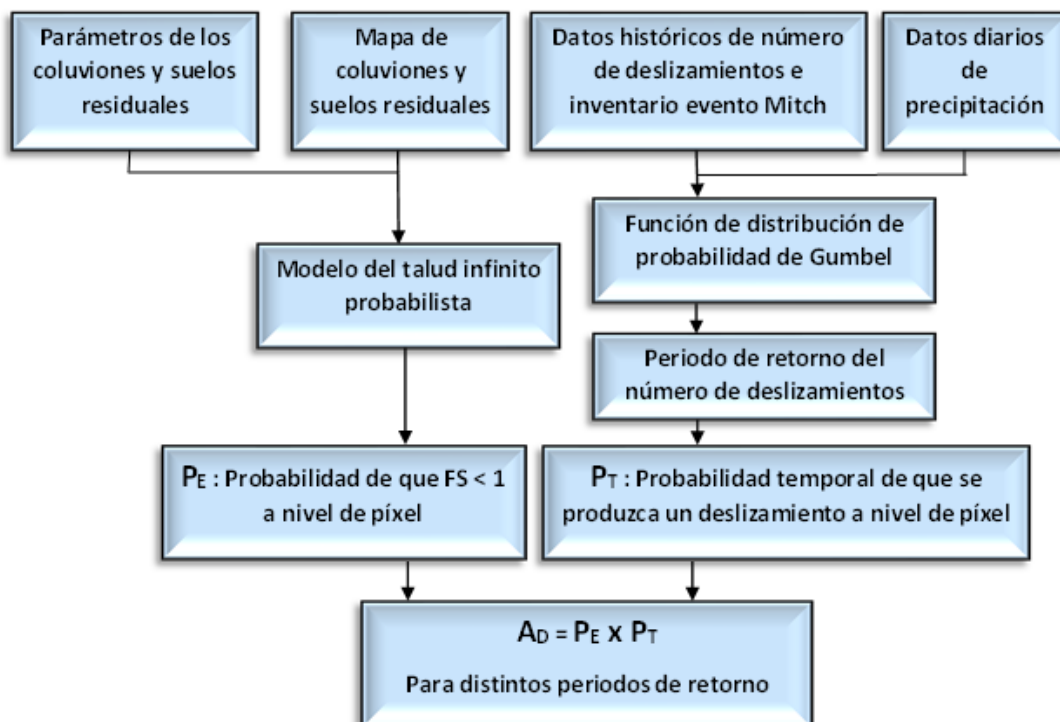 Parámetros de los
coluviones y suelos
residuales
Mapa de
coluviones y
suelos residuales
Datos históricos de número
de deslizamientos e
inventario evento Mitch
Datos diarios
de
precipitación
Función de distribución de
probabilidad de Gumbel
Modelo del talud infinito
probabilista
Periodo de retorno del
número de deslizamientos
PE : Probabilidad de que FS < 1
a nivel de píxel
PT : Probabilidad temporal de que se
produzca un deslizamiento a nivel de píxel
AD = PE x PT
Para distintos periodos de retorno